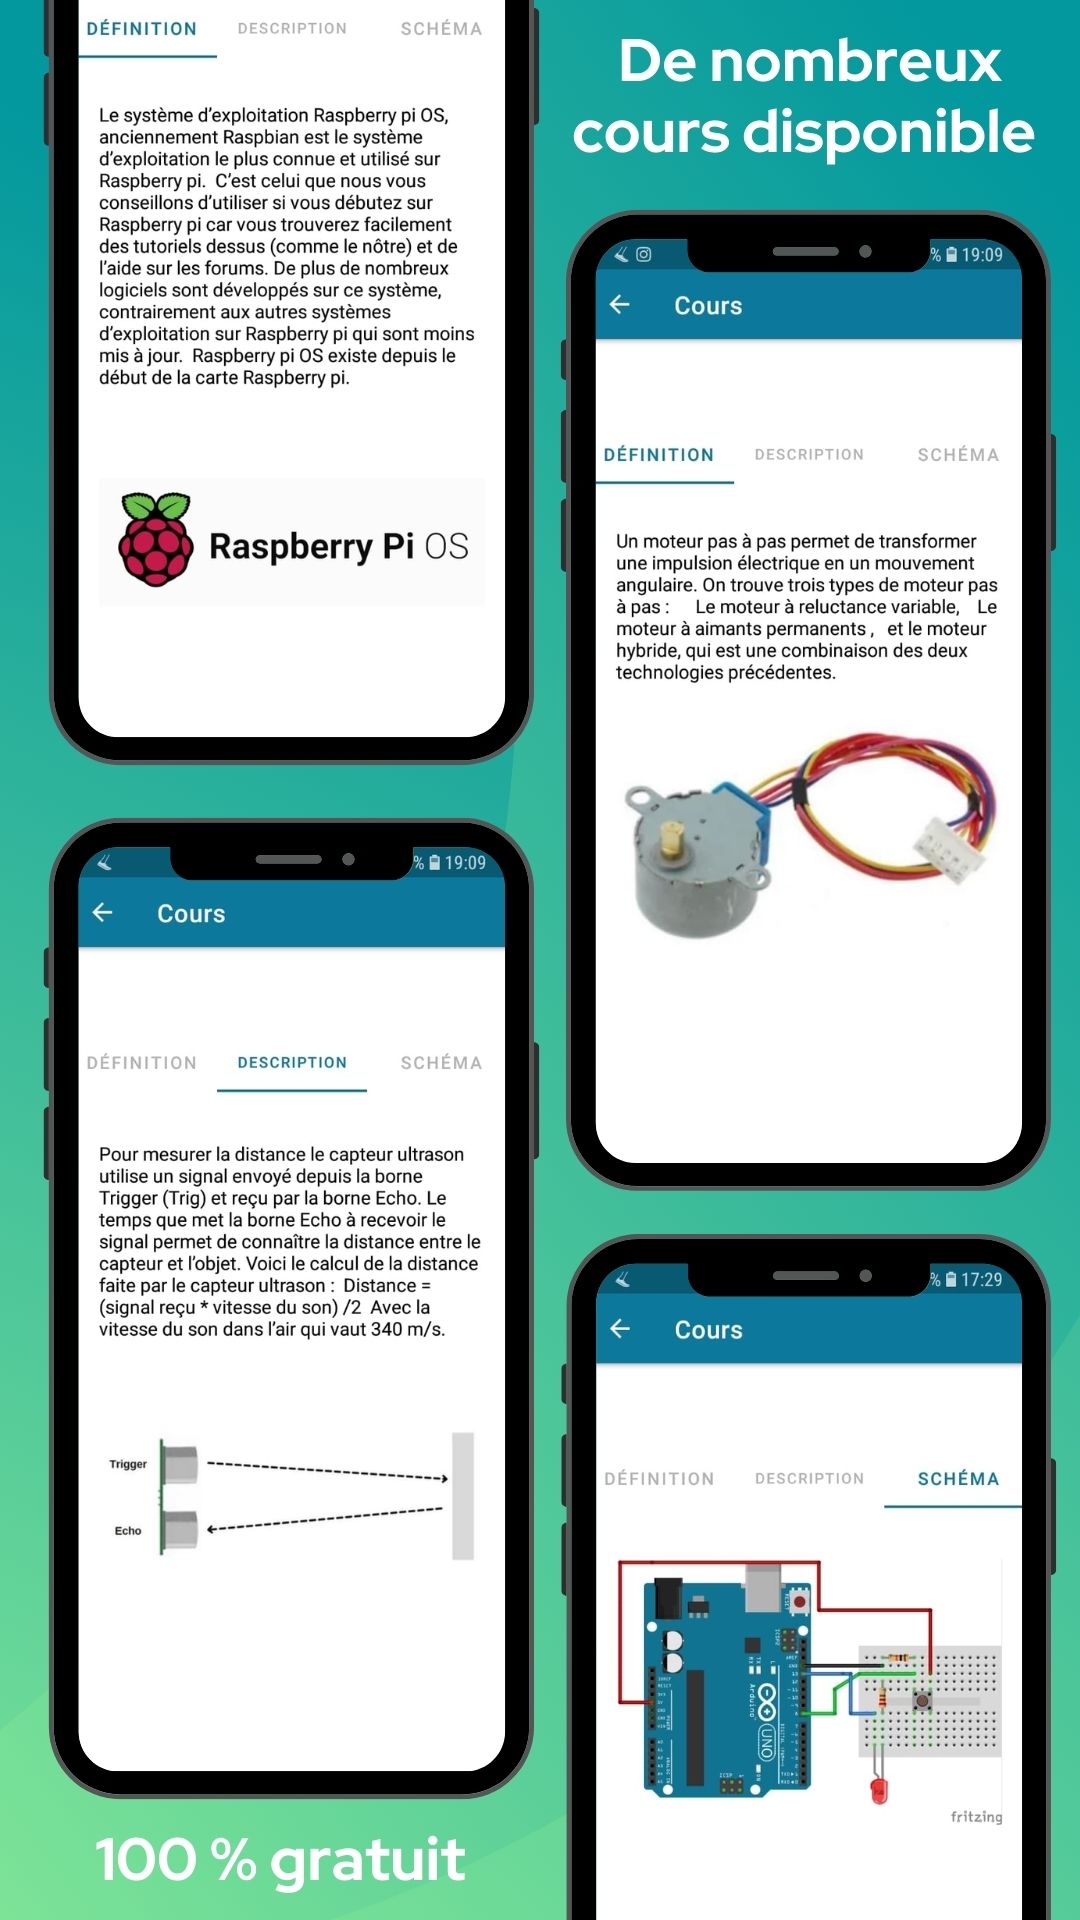 DÉFINITION
DESCRIPTION
SCHÉMA
Le système d'exploitation Raspberry pi OS,
anciennement Raspbian est le système
d'exploitation le plus connue et utilisé sur
Raspberry pi. C'est celui que nous vous
conseillons d'utiliser si vous débutez sur
Raspberry pi car vous trouverez facilement
des tutoriels dessus (comme le nôtre) et de
l'aide sur les forums. De plus de nombreux
logiciels sont développés sur ce système,
contrairement aux autres systèmes
d'exploitation sur Raspberry pi qui sont moins
mis à jour. Raspberry pi OS existe depuis le
début de la carte Raspberry pi.
Raspberry Pi OS
De nombreux
cours disponible
% 19:09
Cours
DÉFINITION
DESCRIPTION
SCHÉMA
Un moteur pas à pas permet de transformer
une impulsion électrique en un mouvement
angulaire. On trouve trois types de moteur pas
à pas : Le moteur à reluctance variable, Le
moteur à aimants permanents , et le moteur
hybride, qui est une combinaison des deux
technologies précédentes.
% 19:09
Cours
DÉFINITION
DESCRIPTION
SCHÉMA
Pour mesurer la distance le capteur ultrason
utilise un signal envoyé depuis la borne
Trigger (Trig) et reçu par la borne Echo. Le
temps que met la borne Echo à recevoir le
signal permet de connaître la distance entre le
capteur et l'objet. Voici le calcul de la distance
faite par le capteur ultrason : Distance =
(signal reçu * vitesse du son) /2 Avec la
vitesse du son dans l'air qui vaut 340 m/s.
Trigger
Echo
% 17:29
Cours
DÉFINITION
DESCRIPTION
SCHÉMA
RESET
ICSP2
L
TX
RX
Arduino
UNO
ON
ICSP
fritzing
100 % gratuit